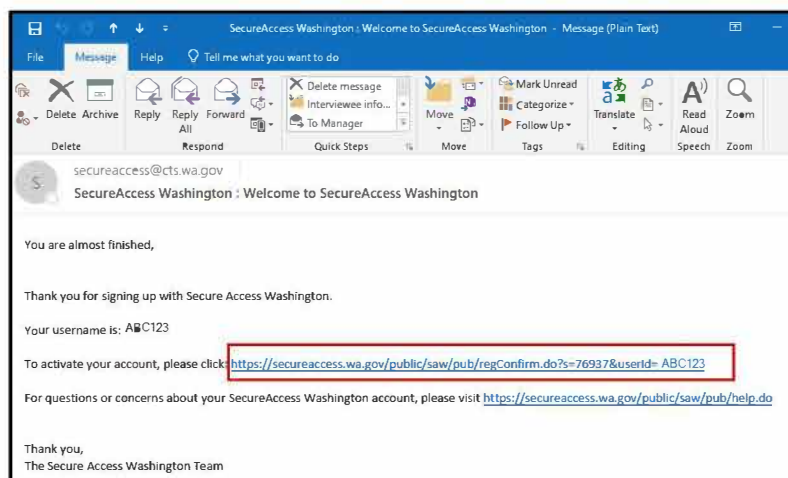 SecureAccess Washington : Welcome to SecureAccess Washington - Message (Plain Text)
File Message Help Tell me what you want to do
Delete Archive Reply Reply All Forward
Delete message
Interviewee info...
To Manager
Move
Mark Unread
Categorize
Follow Up
Translate
Read Aloud
Zoom
Delete Respond Quick Steps Move Tags Editing Speech Zoom
S
secureaccess@cts.wa.gov
SecureAccess Washington : Welcome to SecureAccess Washington
You are almost finished,
Thank you for signing up with Secure Access Washington.
Your username is: ABC123
To activate your account, please click: https://secureaccess.wa.gov/public/saw/pub/regConfirm.do?s=76937&userId= ABC123
For questions or concerns about your SecureAccess Washington account, please visit https://secureaccess.wa.gov/public/saw/pub/help.do
Thank you,
The Secure Access Washington Team